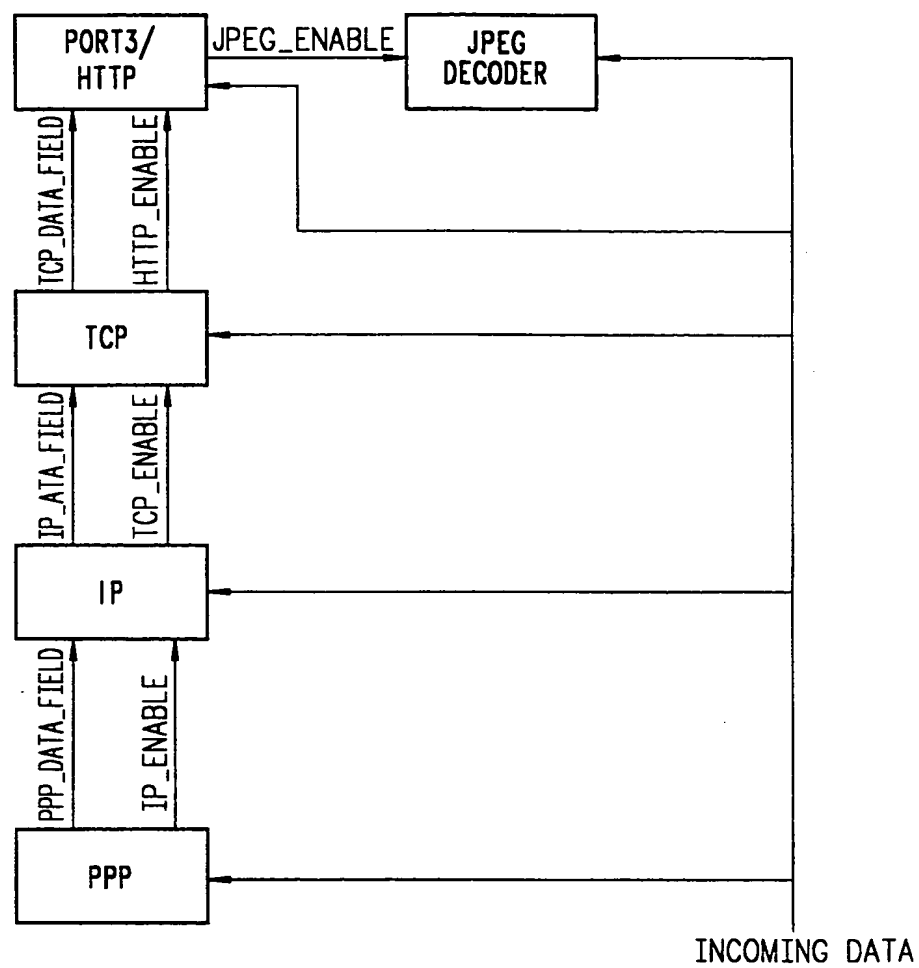 PORT3/
HTTP
JPEG_ENABLE
JPEG
DECODER
TCP_DATA_FIELD
HTTP_ENABLE
TCP
IP_ATA_FIELD
TCP_ENABLE
IP
PPP_DATA_FIELD
IP_ENABLE
PPP
INCOMING DATA